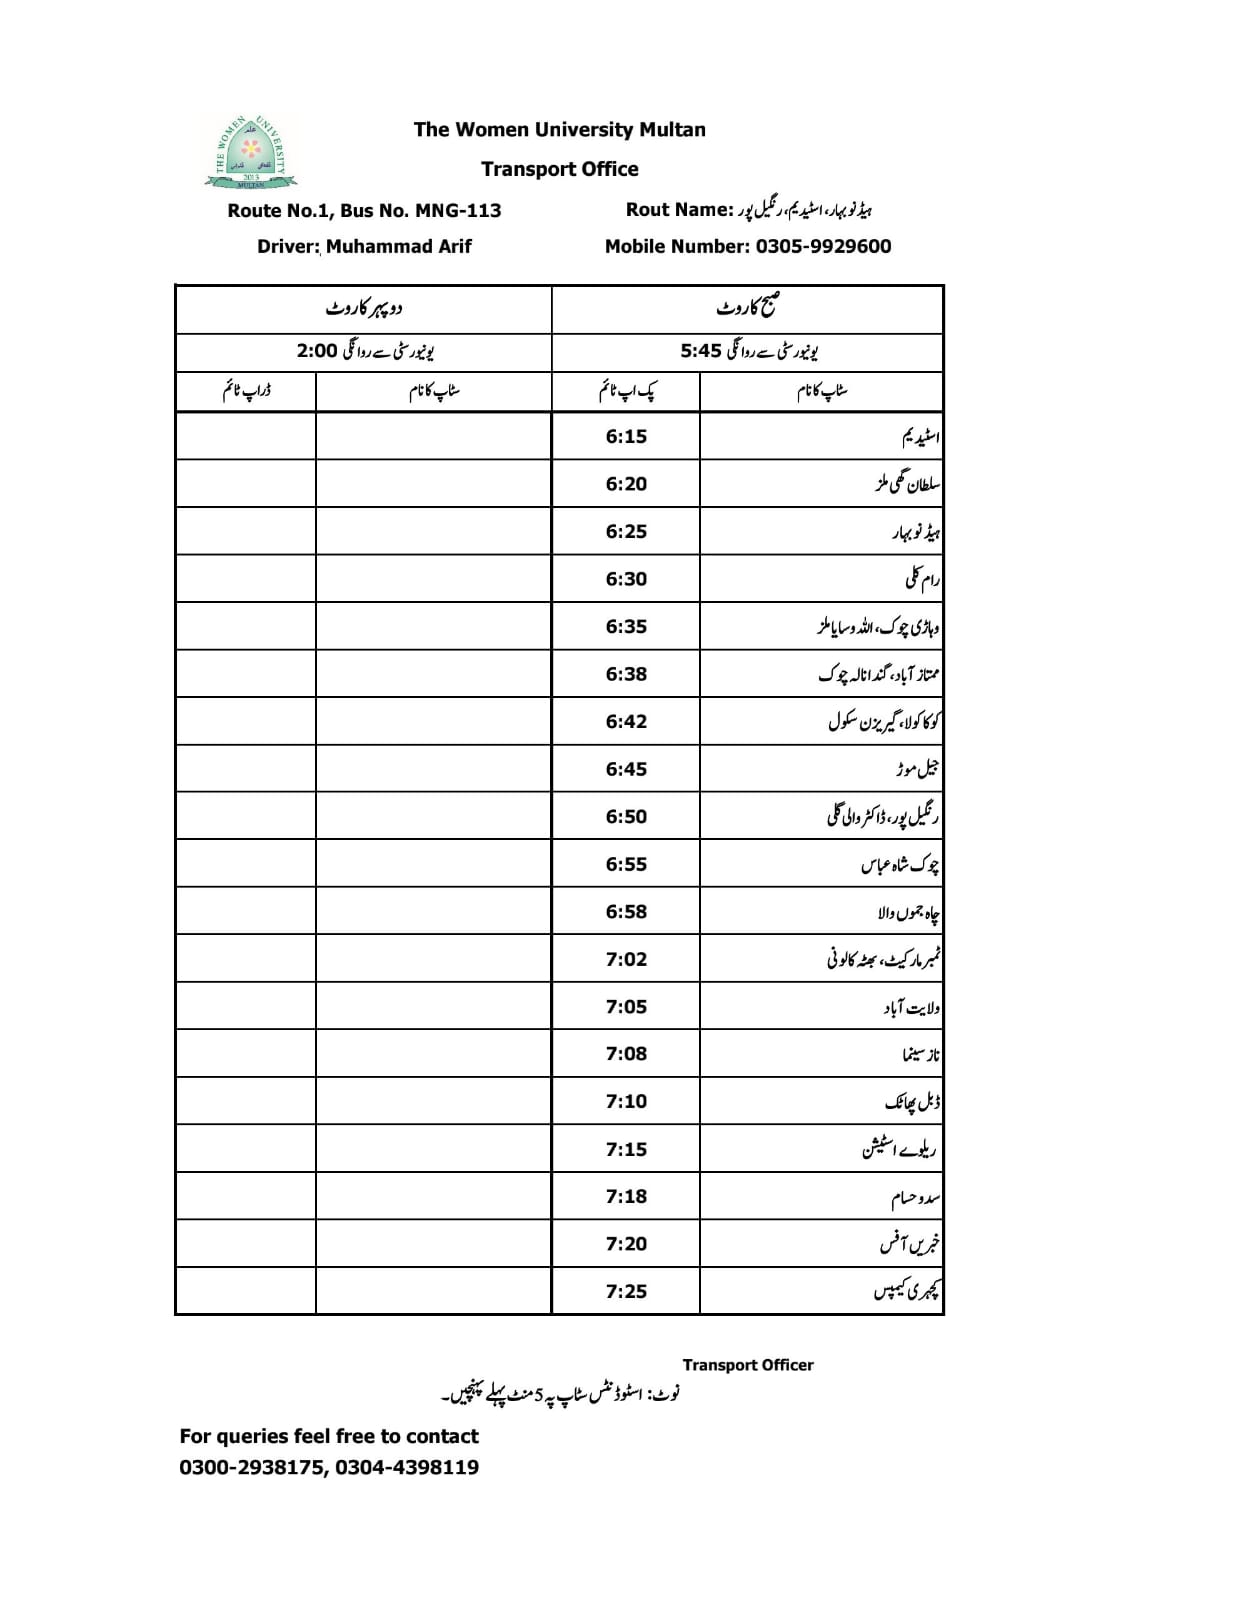 THE WOMEN UNIVERSITY
علم
2013
MULTAN
The Women University Multan
Transport Office
Route No.1, Bus No. MNG-113 Rout Name: ہیڈ نو بہار، اسٹیڈیم، رنگیل پور
Driver: Muhammad Arif Mobile Number: 0305-9929600
صبح کا روٹ دوپہر کا روٹ
یونیورسٹی سے روانگی 5:45 یونیورسٹی سے روانگی 2:00
سٹاپ کا نام پک اپ ٹائم سٹاپ کا نام ڈراپ ٹائم
اسٹیڈیم 6:15
سلطان گھی ملز 6:20
ہیڈ نو بہار 6:25
رام کلی 6:30
وہاڑی چوک، اللہ وسایا ملز 6:35
ممتاز آباد، گندا نالہ چوک 6:38
کوکا کولا، گیریزن سکول 6:42
جیل موڑ 6:45
رنگیل پور، ڈاکٹر والی گلی 6:50
چوک شاہ عباس 6:55
چاہ جموں والا 6:58
ٹمبر مارکیٹ، بھٹہ کالونی 7:02
ولایت آباد 7:05
ناز سینما 7:08
ڈبل پھاٹک 7:10
ریلوے اسٹیشن 7:15
سدو حسام 7:18
خبریں آفس 7:20
کچہری کیمپس 7:25
Transport Officer
نوٹ: اسٹوڈنٹس سٹاپ پہ 5 منٹ پہلے پہنچیں۔
For queries feel free to contact
0300-2938175, 0304-4398119